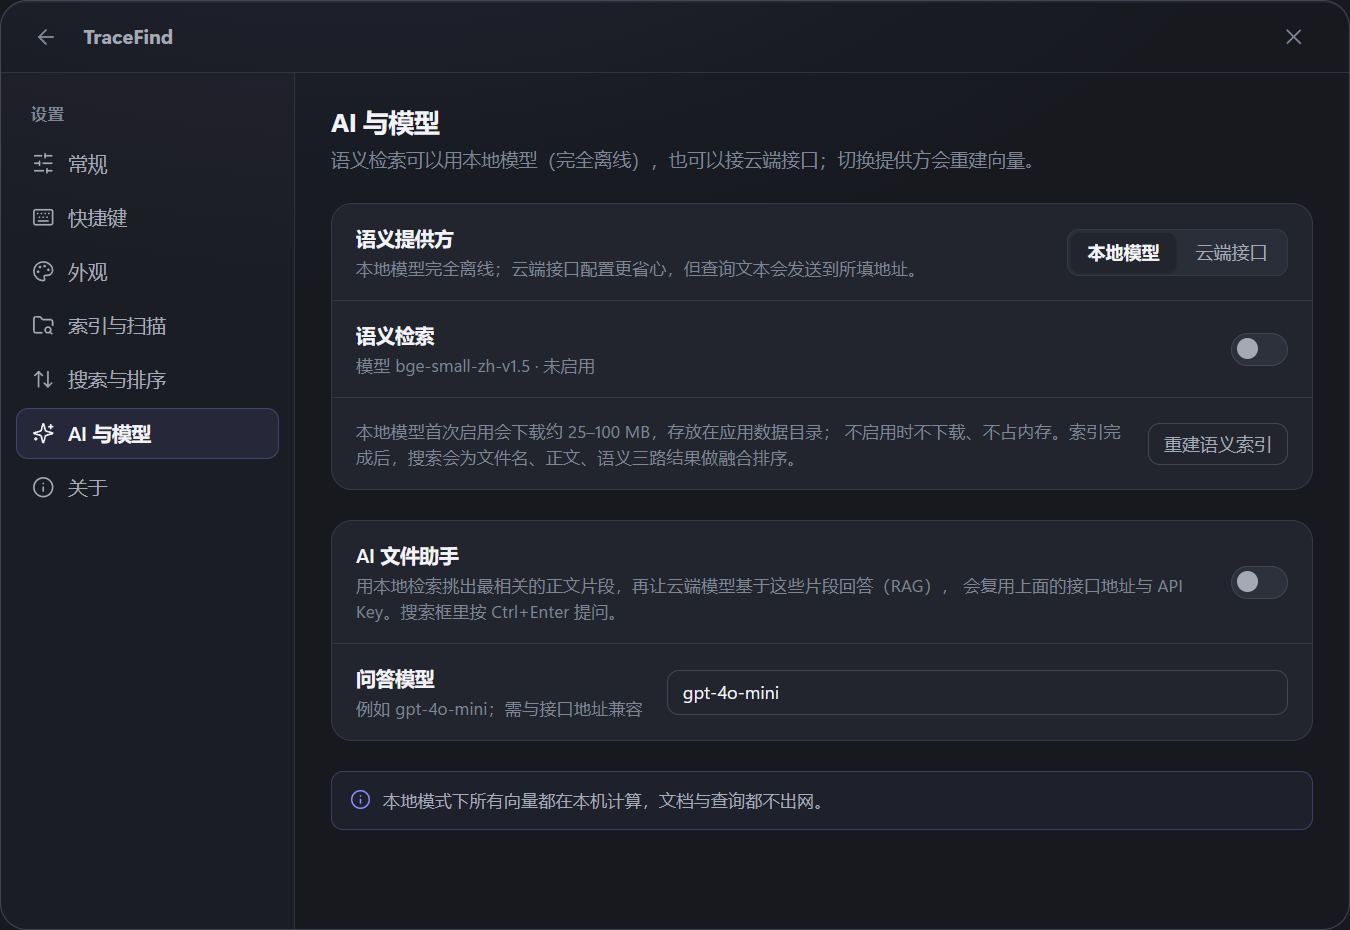 TraceFind
设置
常规
快捷键
外观
索引与扫描
搜索与排序
AI 与模型
关于
AI 与模型
语义检索可以用本地模型（完全离线），也可以接云端接口；切换提供方会重建向量。
语义提供方
本地模型完全离线；云端接口配置更省心，但查询文本会发送到所填地址。
本地模型
云端接口
语义检索
模型 bge-small-zh-v1.5 · 未启用
本地模型首次启用会下载约 25–100 MB，存放在应用数据目录； 不启用时不下载、不占内存。索引完
成后，搜索会为文件名、正文、语义三路结果做融合排序。
重建语义索引
AI 文件助手
用本地检索挑出最相关的正文片段，再让云端模型基于这些片段回答（RAG）， 会复用上面的接口地址与 API
Key。搜索框里按 Ctrl+Enter 提问。
问答模型
例如 gpt-4o-mini；需与接口地址兼容
gpt-4o-mini
本地模式下所有向量都在本机计算，文档与查询都不出网。